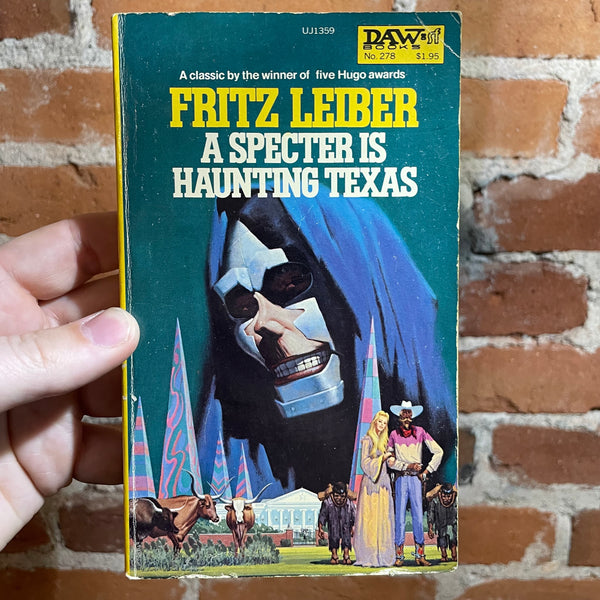 UJ1359
DAW sf
BOOKS
No. 278 $1.95
A classic by the winner of five Hugo awards
FRITZ LEIBER
A SPECTER IS
HAUNTING TEXAS